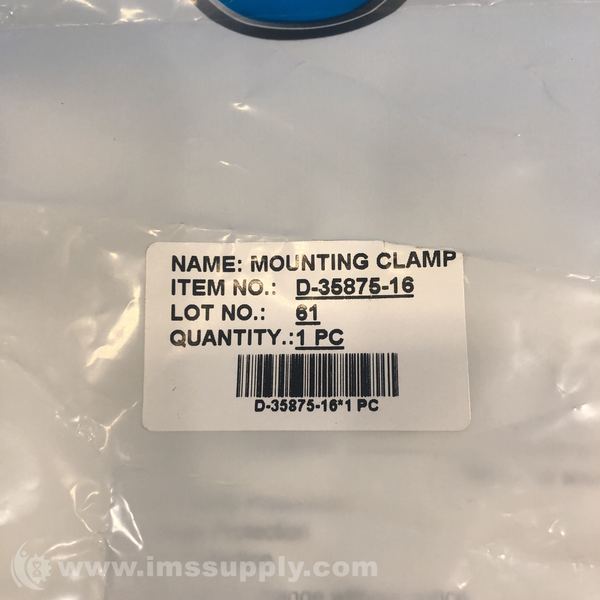 NAME: MOUNTING CLAMP
ITEM NO.: D-35875-16
LOT NO.: 61
QUANTITY.:1 PC
D-35875-16*1 PC
www.imssupply.com